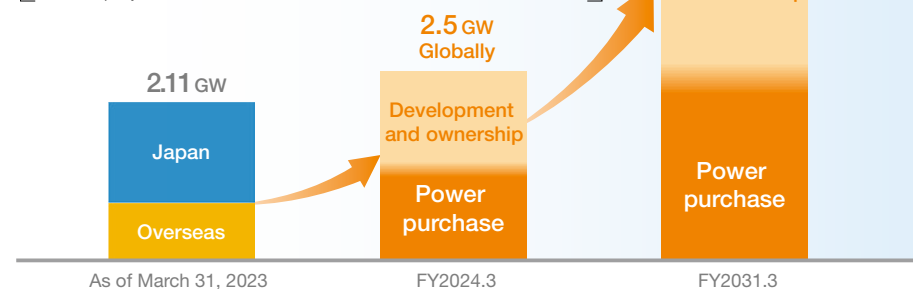 2.5 GW
Globally
2.11 GW
Development
and ownership
Japan
Power
purchase
Power
purchase
Overseas
As of March 31, 2023
FY2024.3
FY2031.3